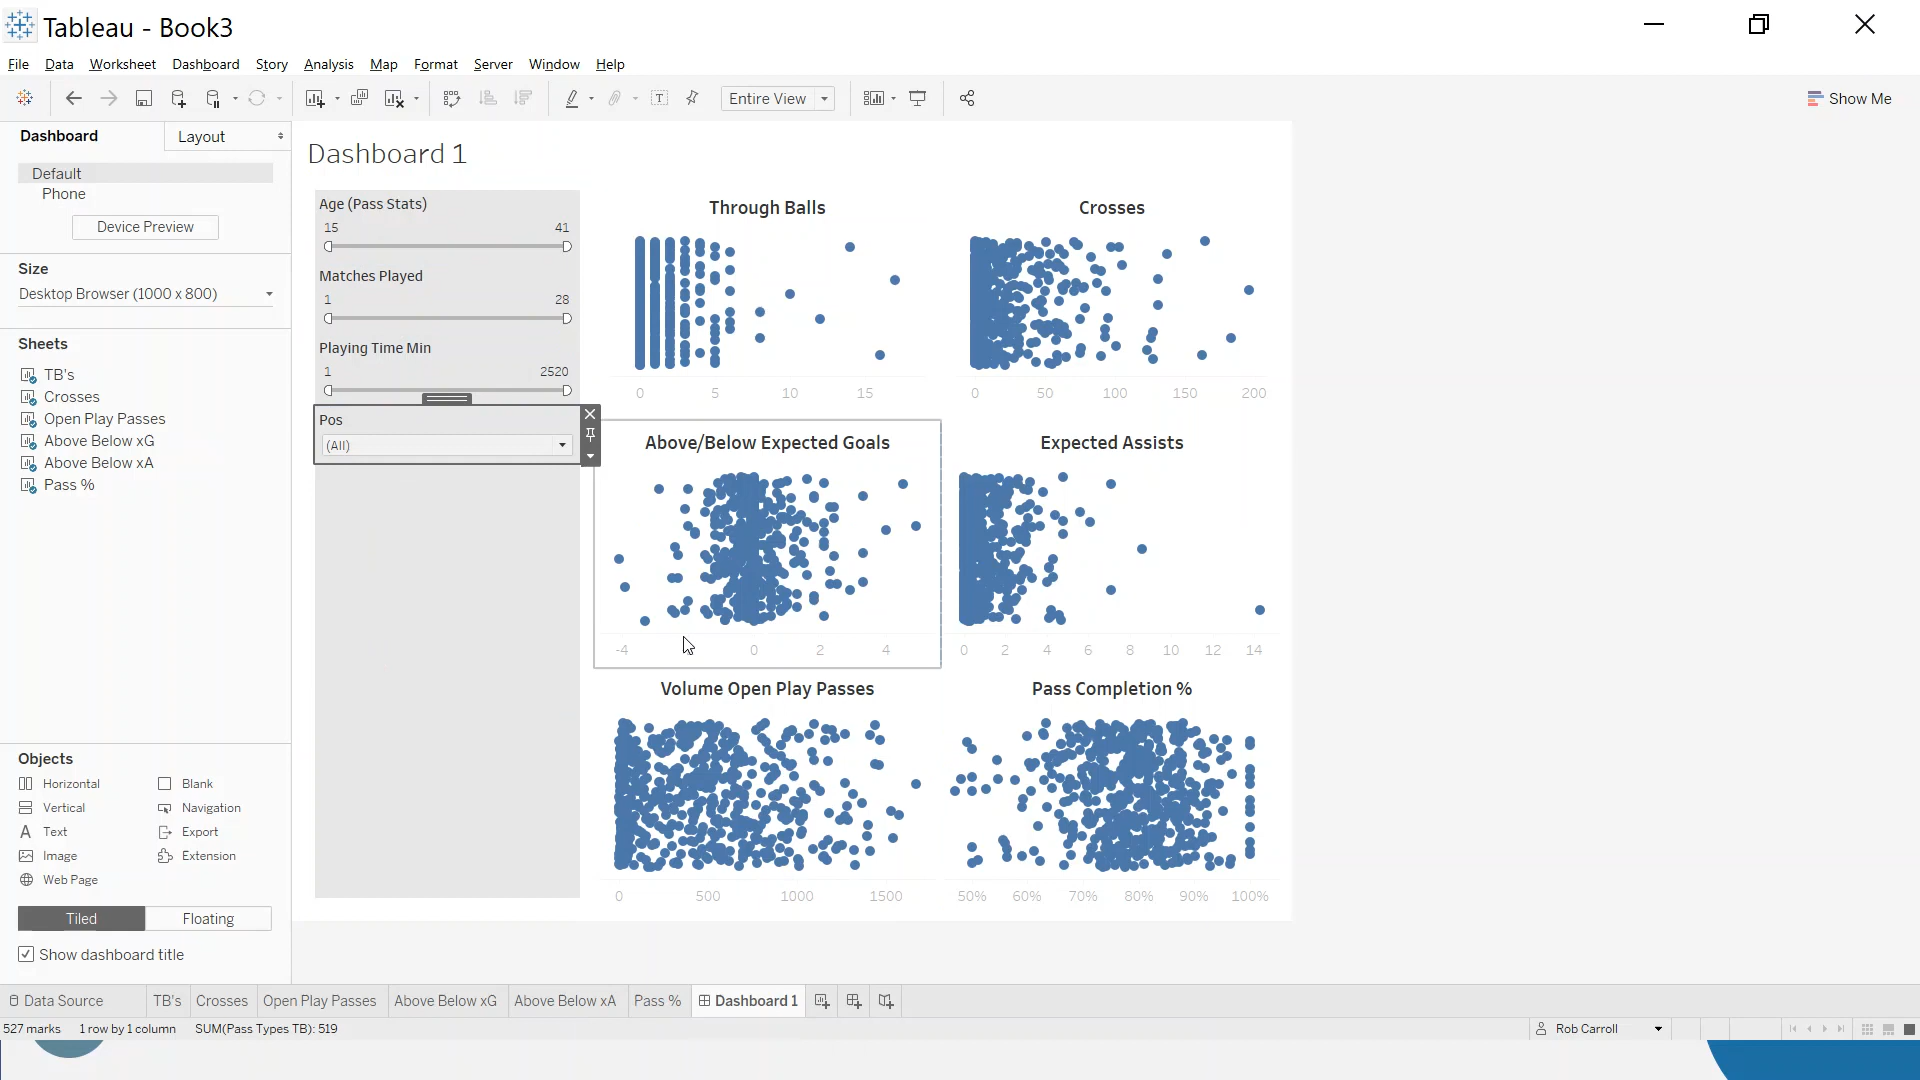 Tableau - Book3
File Data Worksheet Dashboard Story Analysis Map Format Server Window Help
Entire View
Show Me
Dashboard Layout
Default
Phone
Device Preview
Size
Desktop Browser (1000 x 800)
Sheets
TB's
Crosses
Open Play Passes
Above Below xG
Above Below xA
Pass %
Objects
Horizontal Blank
Vertical Navigation
Text Export
Image Extension
Web Page
Tiled Floating
Show dashboard title
Dashboard 1
Age (Pass Stats)
15 41
Matches Played
1 28
Playing Time Min
1 2520
Pos
(All)
Through Balls
0 5 10 15
Crosses
0 50 100 150 200
Above/Below Expected Goals
-4 0 2 4
Expected Assists
0 2 4 6 8 10 12 14
Volume Open Play Passes
0 500 1000 1500
Pass Completion %
50% 60% 70% 80% 90% 100%
Data Source TB's Crosses Open Play Passes Above Below xG Above Below xA Pass % Dashboard 1
527 marks 1 row by 1 column SUM(Pass Types TB): 519
Rob Carroll